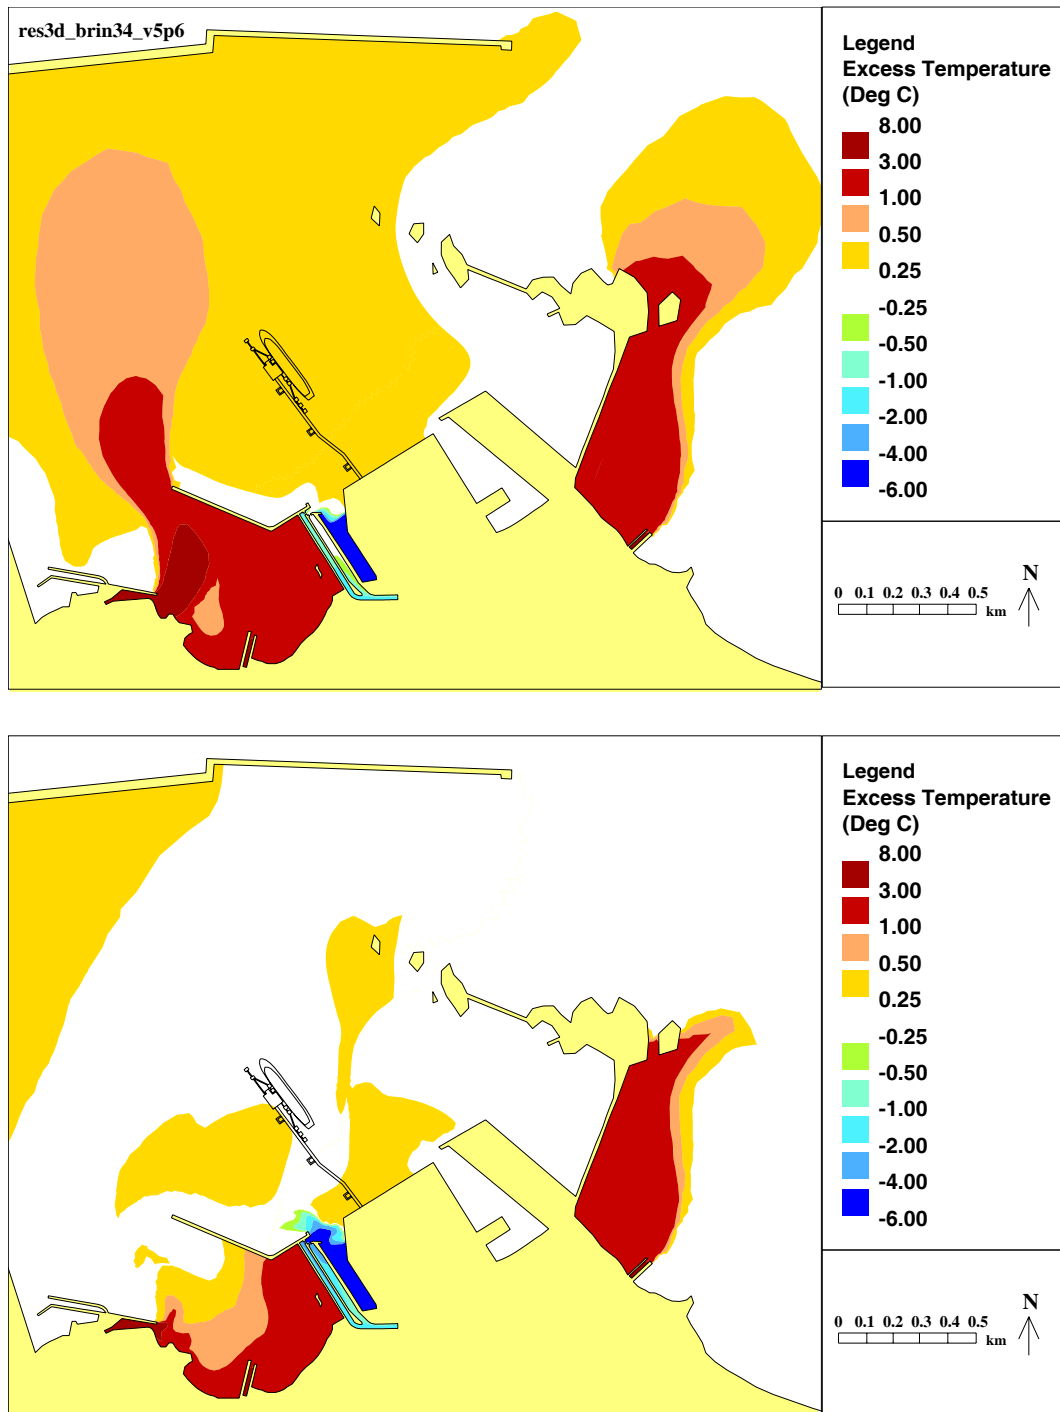 res3d_brin34_v5p6
Legend
Excess Temperature
(Deg C)
8.00
3.00
1.00
0.50
0.25
-0.25
-0.50
-1.00
-2.00
-4.00
-6.00
N
0 0.1 0.2 0.3 0.4 0.5
km
Legend
Excess Temperature
(Deg C)
8.00
3.00
1.00
0.50
0.25
-0.25
-0.50
-1.00
-2.00
-4.00
-6.00
N
0 0.1 0.2 0.3 0.4 0.5
km